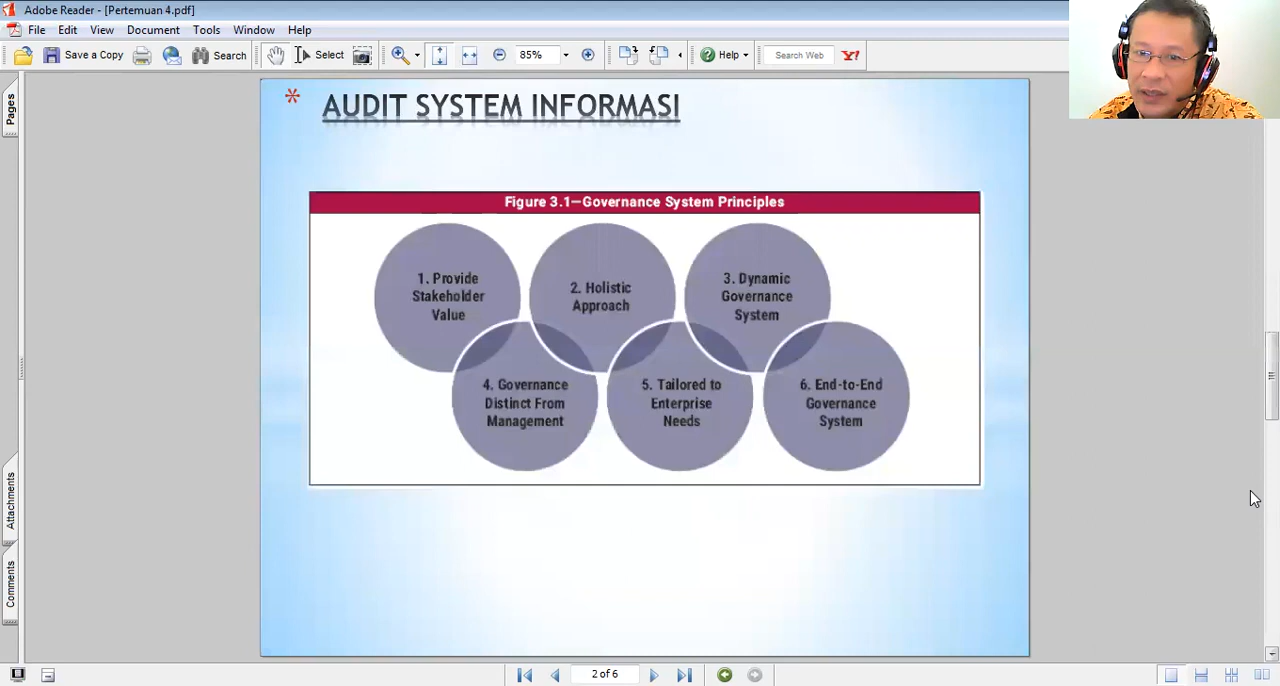 Adobe Reader - [Pertemuan 4.pdf]
File Edit View Document Tools Window Help
Save a Copy Search Select 85% Help Search Web Y!
Pages
AUDIT SYSTEM INFORMASI
Figure 3.1—Governance System Principles
1. Provide
Stakeholder
Value
2. Holistic
Approach
3. Dynamic
Governance
System
4. Governance
Distinct From
Management
5. Tailored to
Enterprise
Needs
6. End-to-End
Governance
System
Attachments
Comments
2 of 6